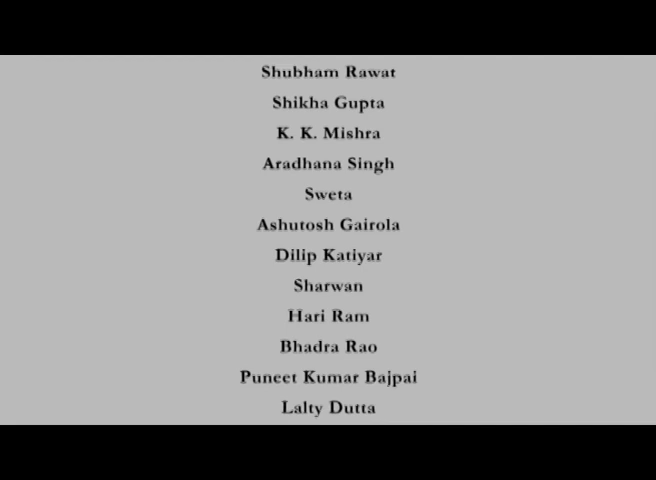 Shubham Rawat
Shikha Gupta
K. K. Mishra
Aradhana Singh
Sweta
Ashutosh Gairola
Dilip Katiyar
Sharwan
Hari Ram
Bhadra Rao
Puneet Kumar Bajpai
Lalty Dutta